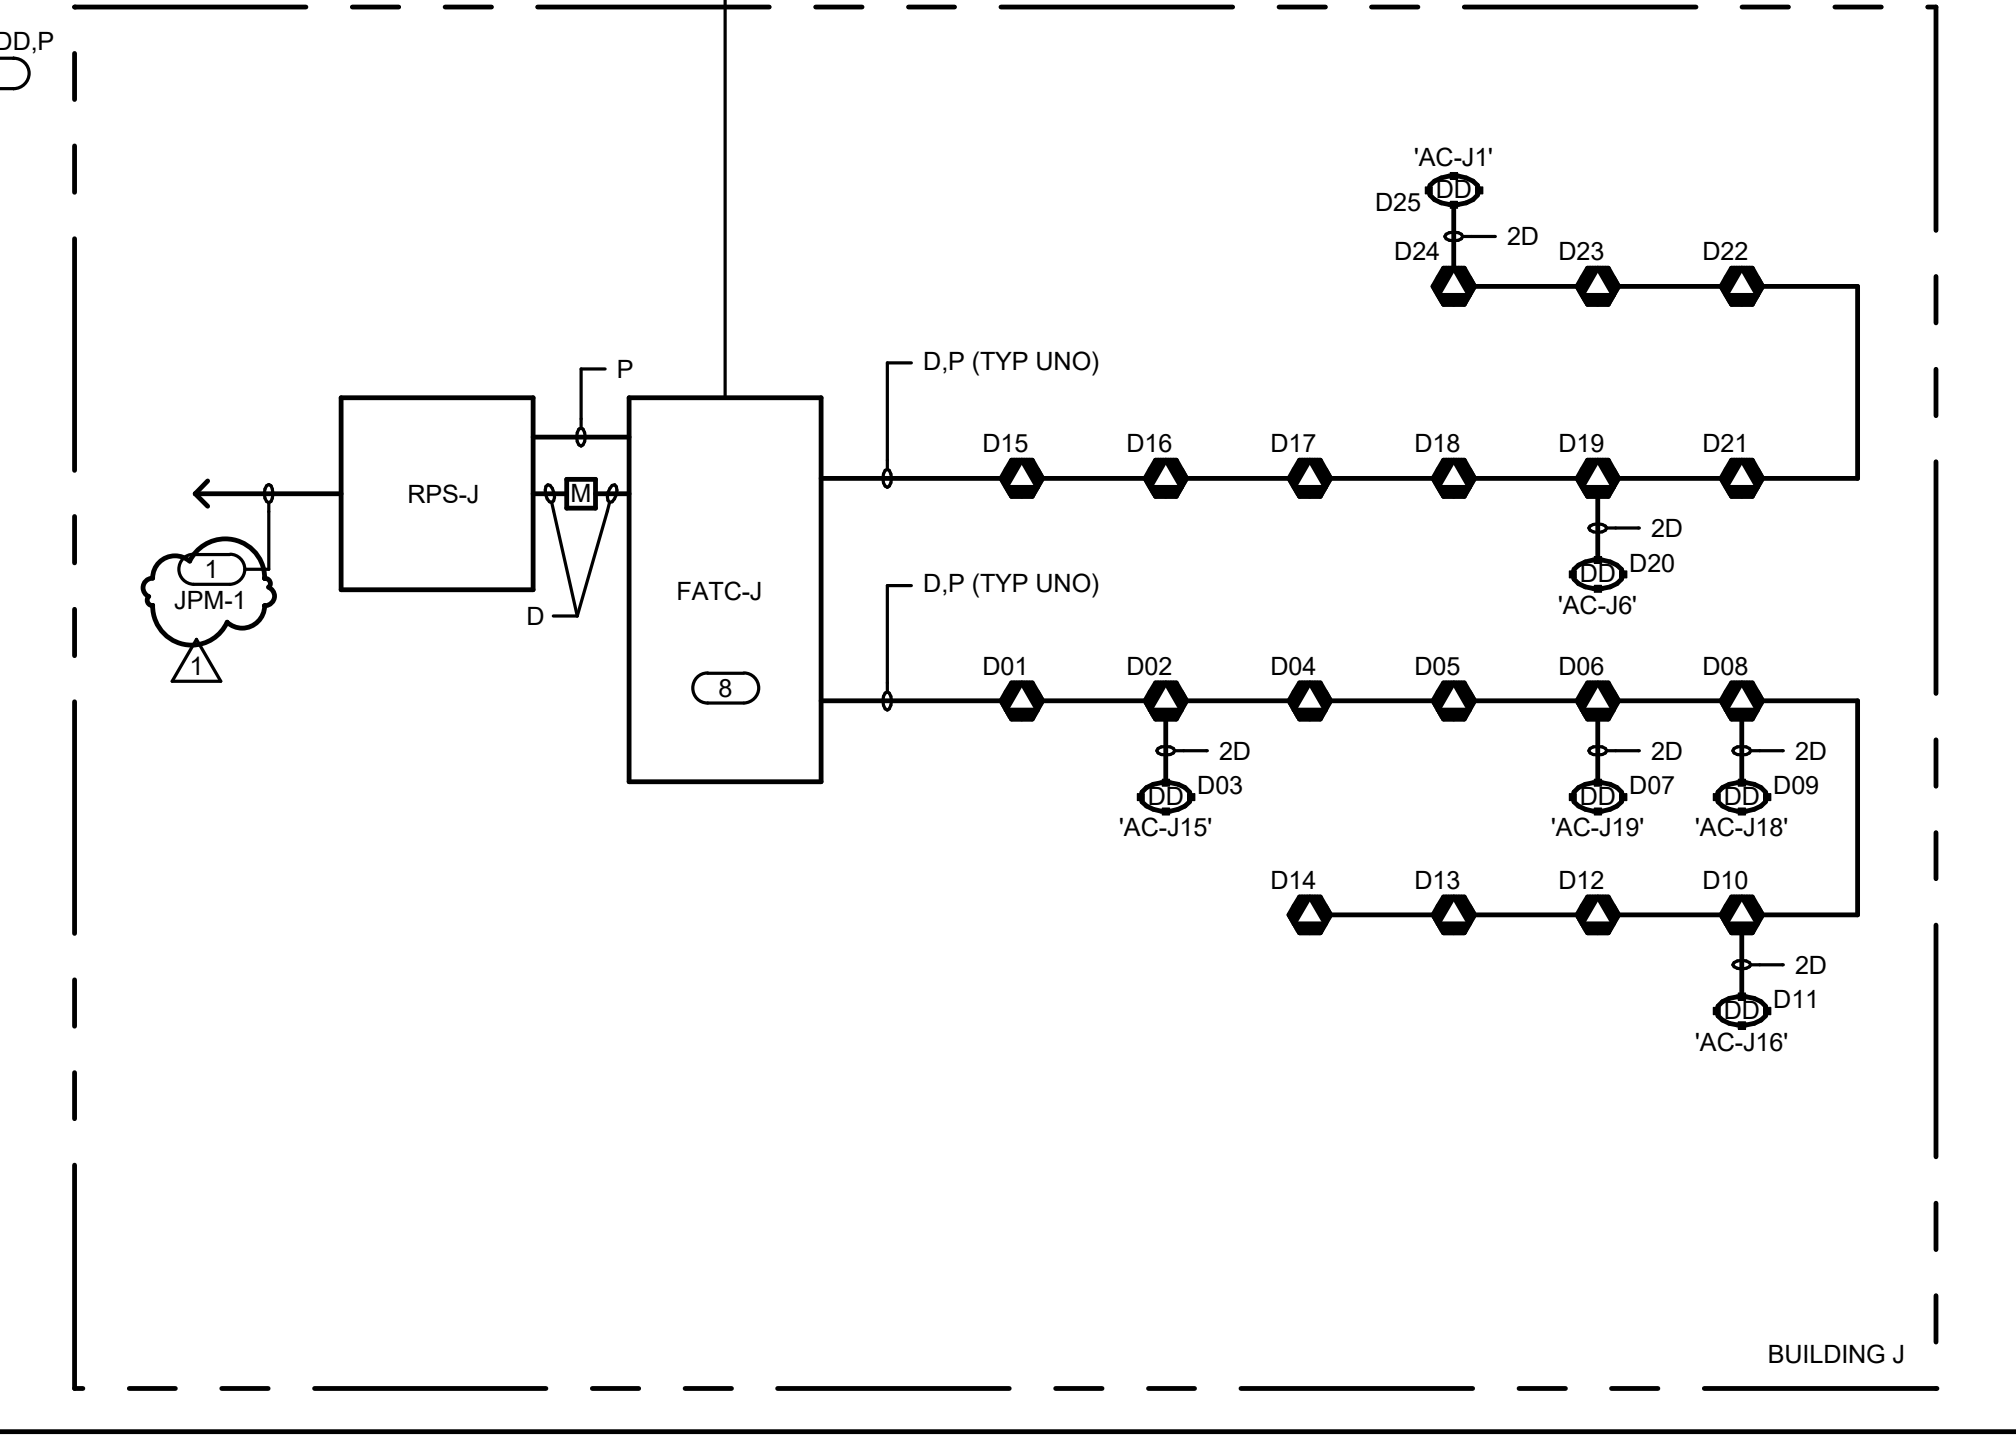 DD,P
'AC-J1'
DD
D25
2D
D24
D23
D22
P
D,P (TYP UNO)
D15
D16
D17
D18
D19
D21
RPS-J
M
2D
DD
D20
'AC-J6'
1
JPM-1
D
FATC-J
D,P (TYP UNO)
1
8
D01
D02
D04
D05
D06
D08
2D
2D
2D
DD
D03
DD
D07
DD
D09
'AC-J15'
'AC-J19'
'AC-J18'
D14
D13
D12
D10
2D
DD
D11
'AC-J16'
BUILDING J